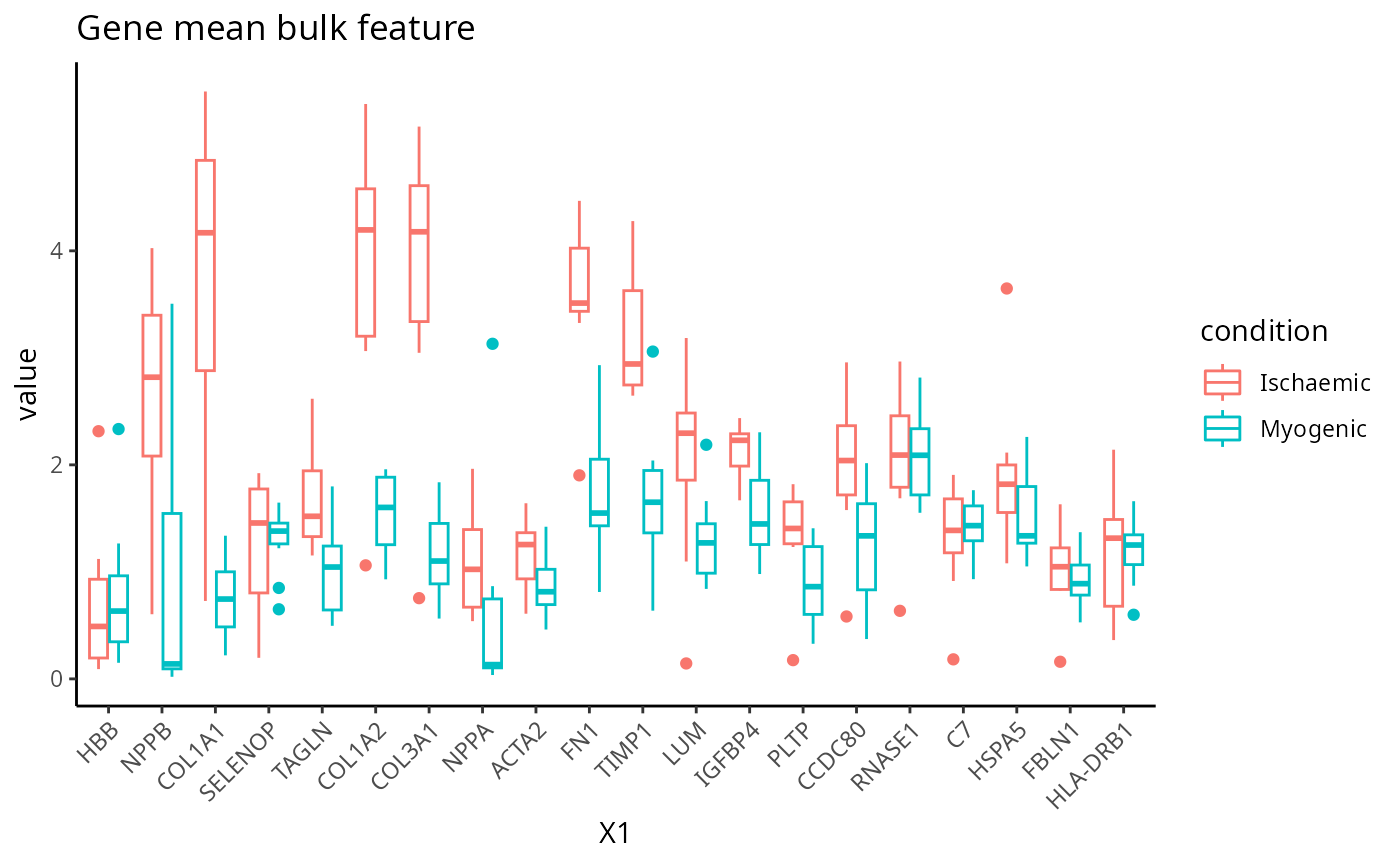 Gene mean bulk feature
value
4
2
0
HBB
NPPB
COL1A1
SELENOP
TAGLN
COL1A2
COL3A1
NPPA
ACTA2
FN1
TIMP1
LUM
IGFBP4
PLTP
CCDC80
RNASE1
C7
HSPA5
FBLN1
HLA-DRB1
X1
condition
Ischaemic
Myogenic